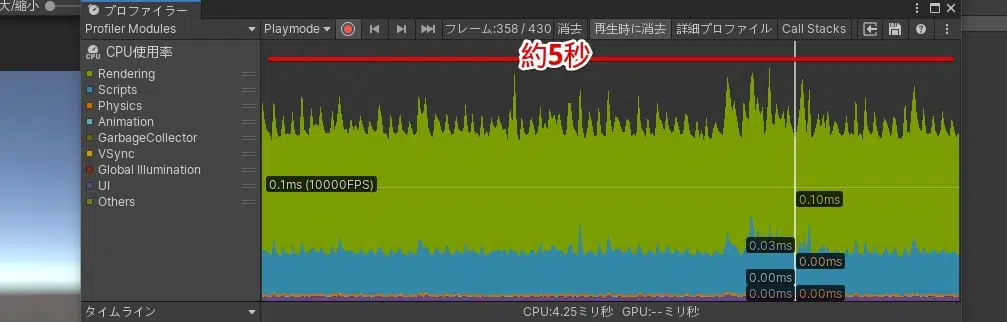 大/縮小
プロファイラー
Profiler Modules
Playmode
フレーム:358 / 430
消去
再生時に消去
詳細プロファイル
Call Stacks
約5秒
CPU使用率
CPU
Rendering
Scripts
Physics
Animation
GarbageCollector
VSync
Global Illumination
UI
Others
0.1ms (10000FPS)
0.10ms
0.03ms
0.00ms
0.00ms
0.00ms
0.00ms
タイムライン
CPU:4.25ミリ秒 GPU:--ミリ秒